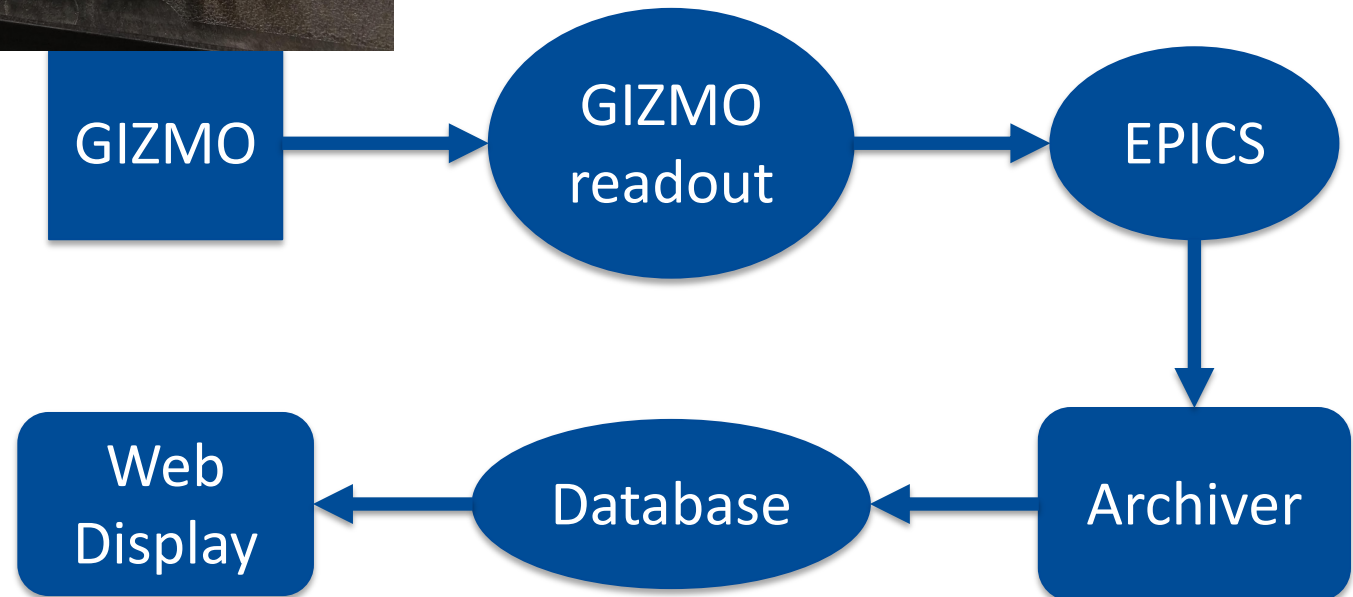 GIZMO
GIZMO
readout
EPICS
Web
Display
Database
Archiver